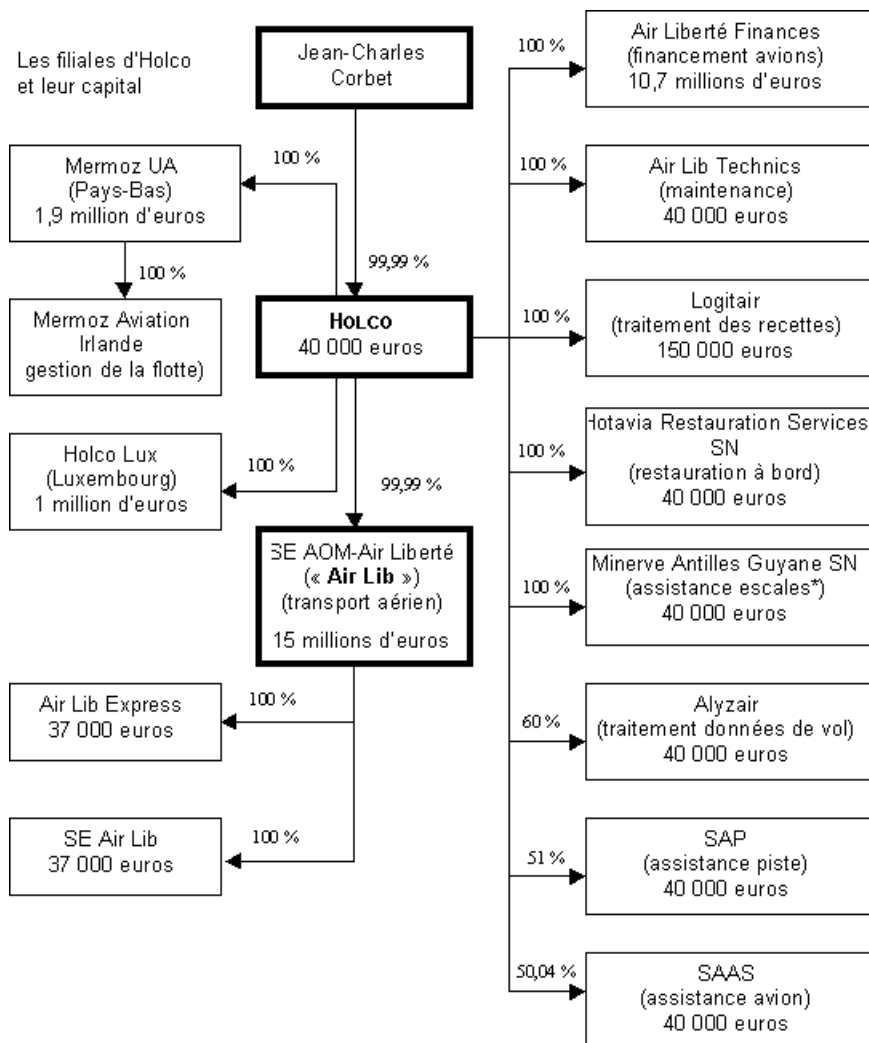 Les filiales d'Holco
et leur capital
Jean-Charles
Corbet
100 %
Air Liberté Finances
(financement avions)
10,7 millions d'euros
Mermoz UA
(Pays-Bas)
1,9 million d'euros
100 %
100 %
Air Lib Technics
(maintenance)
40 000 euros
100 %
99,99 %
Mermoz Aviation
Irlande
gestion de la flotte)
HOLCO
40 000 euros
100 %
Logitair
(traitement des recettes)
150 000 euros
Holco Lux
(Luxembourg)
1 million d'euros
100 %
99,99 %
100 %
Hotavia Restauration Services
SN
(restauration à bord)
40 000 euros
SE AOM-Air Liberté
(« Air Lib »)
(transport aérien)
15 millions d'euros
100 %
Minerve Antilles Guyane SN
(assistance escales*)
40 000 euros
Air Lib Express
37 000 euros
100 %
60 %
Alyzair
(traitement données de vol)
40 000 euros
SE Air Lib
37 000 euros
100 %
51 %
SAP
(assistance piste)
40 000 euros
50,04 %
SAAS
(assistance avion)
40 000 euros